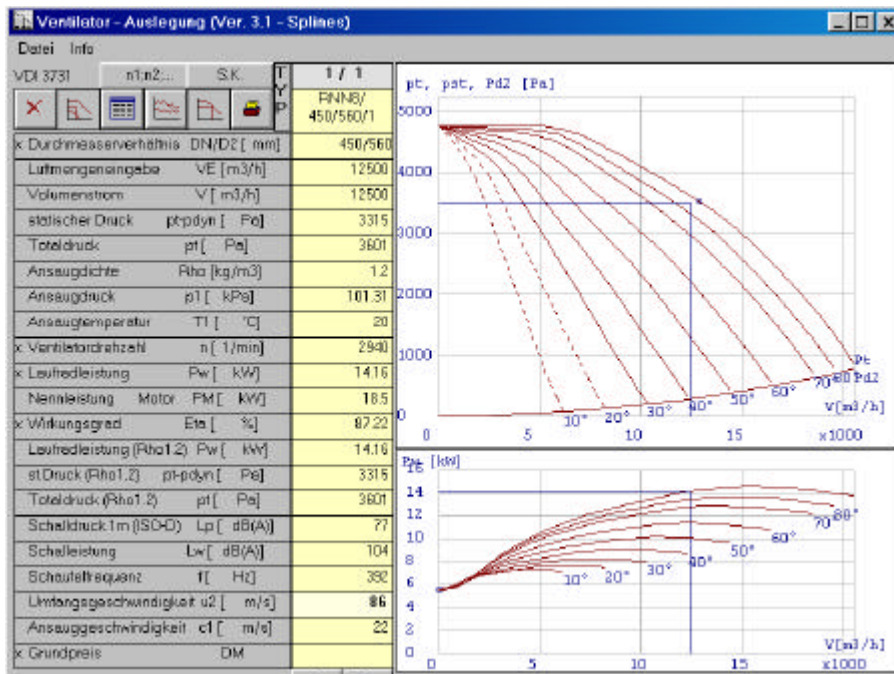 Ventilator - Auslegung (Ver. 3.1 - Splines)
Datei Info
VDI 3731 n1;n2;... S.K. TYP 1 / 1
RNN8/
450/560/1
x Durchmesserverhältnis DN/D2 [ mm] 450/560
Luftmengeneingabe VE [m3/h] 12500
Volumenstrom V [ m3/h] 12500
statischer Druck pt-pdyn [ Pa] 3315
Totaldruck pt [ Pa] 3601
Ansaugdichte Rho [kg/m3] 1.2
Ansaugdruck p1 [ kPa] 101.31
Ansaugtemperatur T1 [ °C] 20
x Ventilatordrehzahl n [ 1/min] 2940
x Laufradleistung Pw [ kW] 14.16
Nennleistung Motor PM [ kW] 18.5
x Wirkungsgrad Eta [ %] 87.22
Laufradleistung (Rho1.2) Pw [ kW] 14.16
st.Druck (Rho1.2) pt-pdyn [ Pa] 3315
Totaldruck (Rho1.2) pt [ Pa] 3601
Schalldruck 1m (ISO-D) Lp [ dB(A)] 77
Schalleistung Lw [ dB(A)] 104
Schaufelfrequenz f [ Hz] 392
Umfangsgeschwindigkeit u2 [ m/s] 86
Ansauggeschwindigkeit c1 [ m/s] 22
x Grundpreis DM
pt, pst, Pd2 [Pa]
5000
4000
3000
2000
1000
0
Pt
Pd2
10° 20° 30° 40° 50° 60° 70° 80°
V[m3/h]
0 5 10 15 x1000
Pw [kW]
16
14
12
10
8
6
4
2
0
10° 20° 30° 40° 50° 60° 70° 80°
V[m3/h]
0 5 10 15 x1000